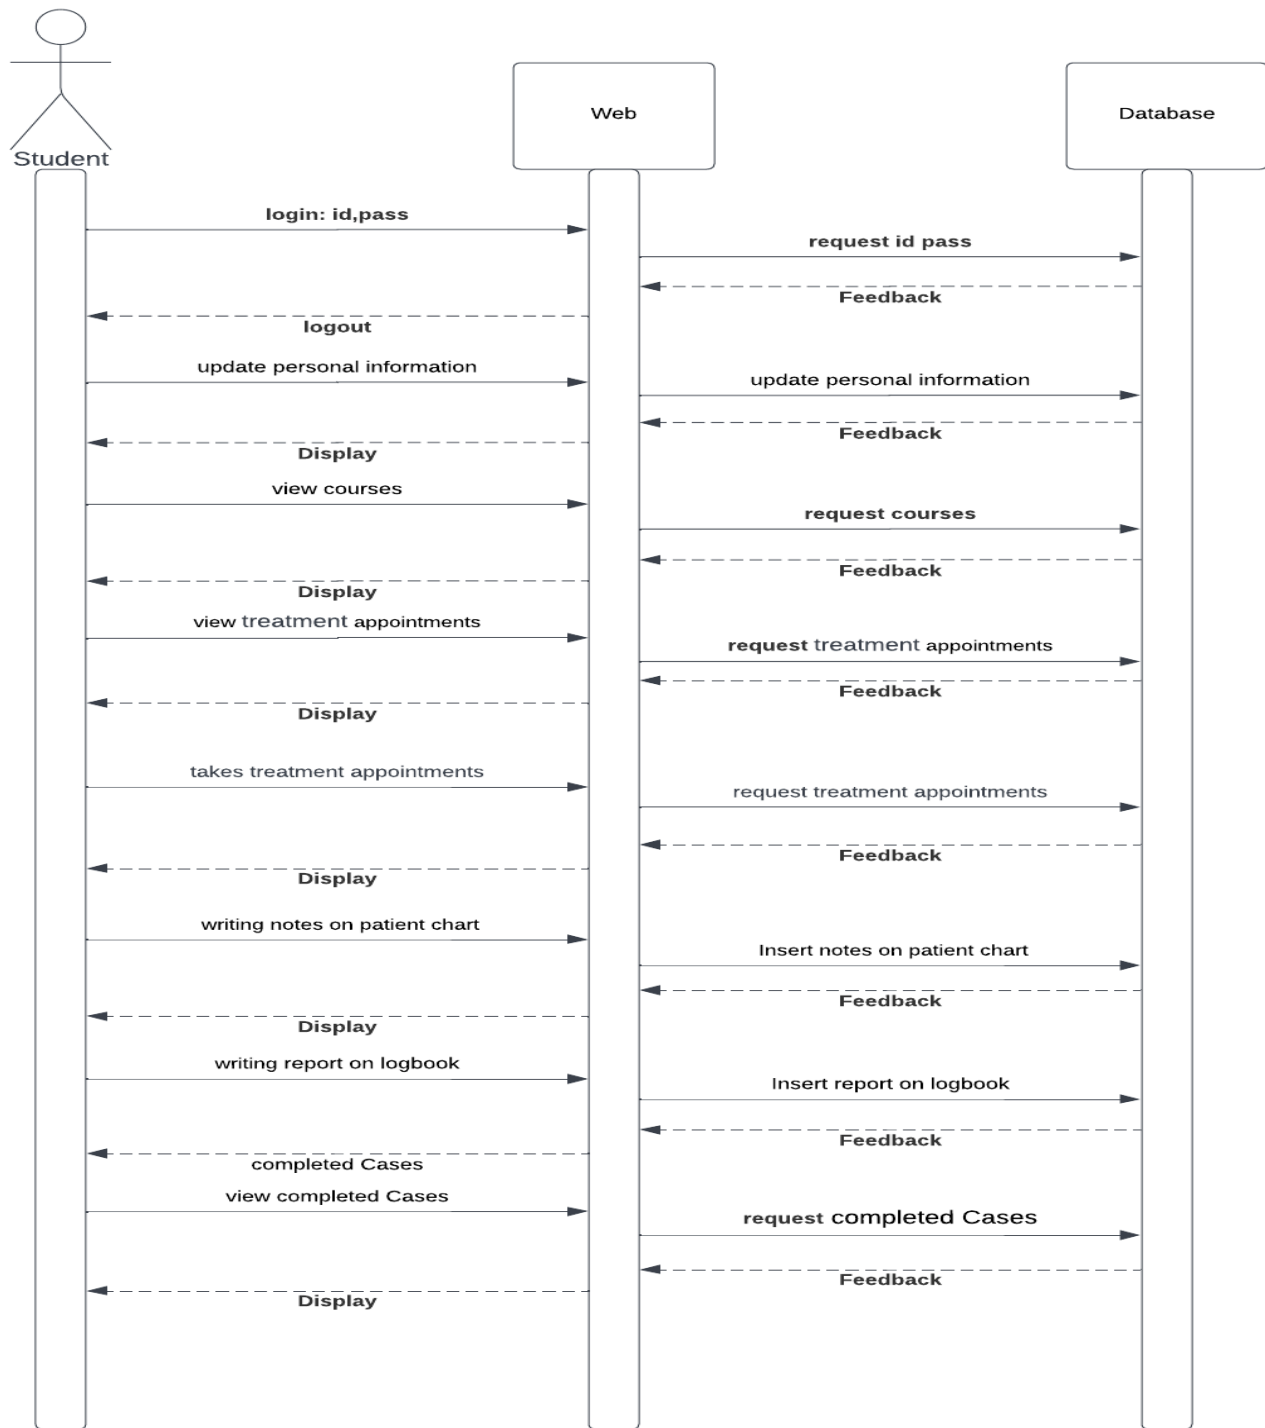 Student
Web
Database
login: id,pass
request id pass
Feedback
logout
update personal information
update personal information
Feedback
Display
view courses
request courses
Feedback
Display
view treatment appointments
request treatment appointments
Feedback
Display
takes treatment appointments
request treatment appointments
Feedback
Display
writing notes on patient chart
Insert notes on patient chart
Feedback
Display
writing report on logbook
Insert report on logbook
Feedback
completed Cases
view completed Cases
request completed Cases
Feedback
Display